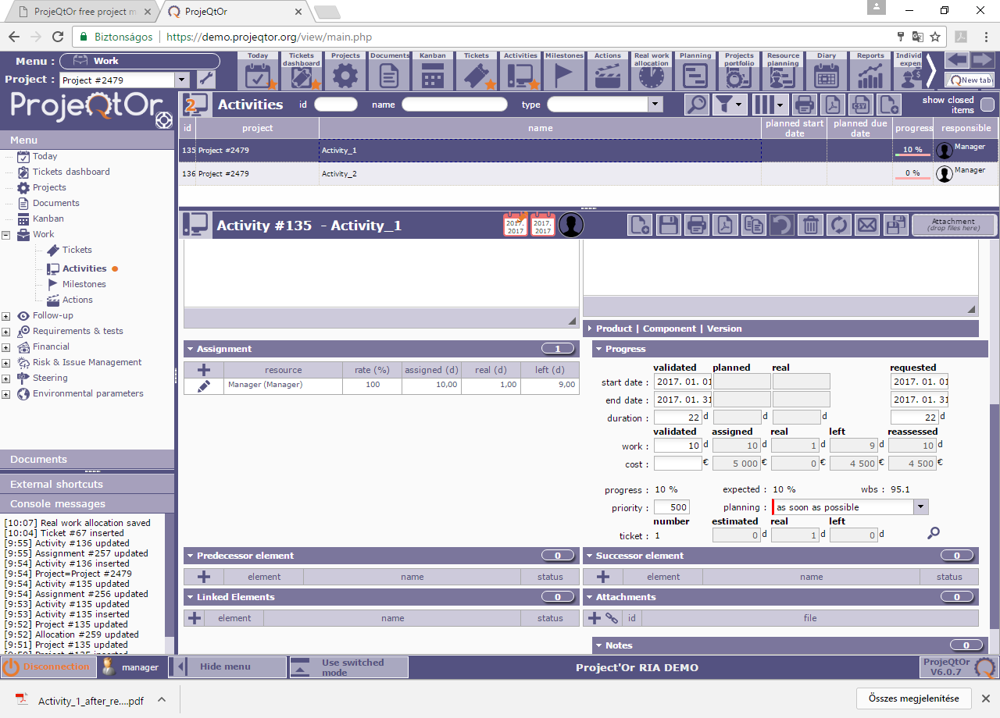 ProjeQtOr free project m
ProjeQtOr
Biztonságos
https://demo.projeqtor.org/view/main.php
Menu :
Work
Project :
Project #2479
Today
Tickets dashboard
Projects
Documents
Kanban
Tickets
Activities
Milestones
Actions
Real work allocation
Planning
Projects portfolio
Resource planning
Diary
Reports
Individ expen
New tab
ProjeQtOr
Activities
id
name
type
show closed items
id
project
name
planned start date
planned due date
progress
responsible
135 Project #2479 Activity_1 10 % Manager
136 Project #2479 Activity_2 0 % Manager
Menu
Today
Tickets dashboard
Projects
Documents
Kanban
Work
Tickets
Activities
Milestones
Actions
Follow-up
Requirements & tests
Financial
Risk & Issue Management
Steering
Environmental parameters
Documents
External shortcuts
Console messages
[10:07] Real work allocation saved
[10:04] Ticket #67 inserted
[9:55] Activity #136 updated
[9:55] Assignment #257 updated
[9:54] Activity #136 inserted
[9:54] Project=Project #2479
[9:54] Activity #135 updated
[9:54] Assignment #256 updated
[9:53] Activity #135 updated
[9:53] Activity #135 inserted
[9:52] Project #135 updated
[9:52] Allocation #259 updated
[9:51] Project #135 updated
Activity #135 - Activity_1
2017. 2017
2017. 2017
Attachment
(drop files here)
Product | Component | Version
Assignment 1
resource rate (%) assigned (d) real (d) left (d)
Manager (Manager) 100 10,00 1,00 9,00
Progress
validated planned real requested
start date : 2017. 01. 01 2017. 01. 01
end date : 2017. 01. 31 2017. 01. 31
duration : 22 d d d 22 d
validated assigned real left reassessed
work : 10 d 10 d 1 d 9 d 10 d
cost : € 5 000 € 0 € 4 500 € 4 500 €
progress : 10 % expected : 10 % wbs : 95.1
priority : 500 planning : as soon as possible
number estimated real left
ticket : 1 0 d 1 d 0 d
Predecessor element 0
element name status
Successor element 0
element name status
Linked Elements 0
element name status
Attachments 0
id file
Notes 0
Disconnection
manager
Hide menu
Use switched mode
Project'Or RIA DEMO
ProjeQtOr
V6.0.7
Activity_1_after_re....pdf
Összes megjelenítése